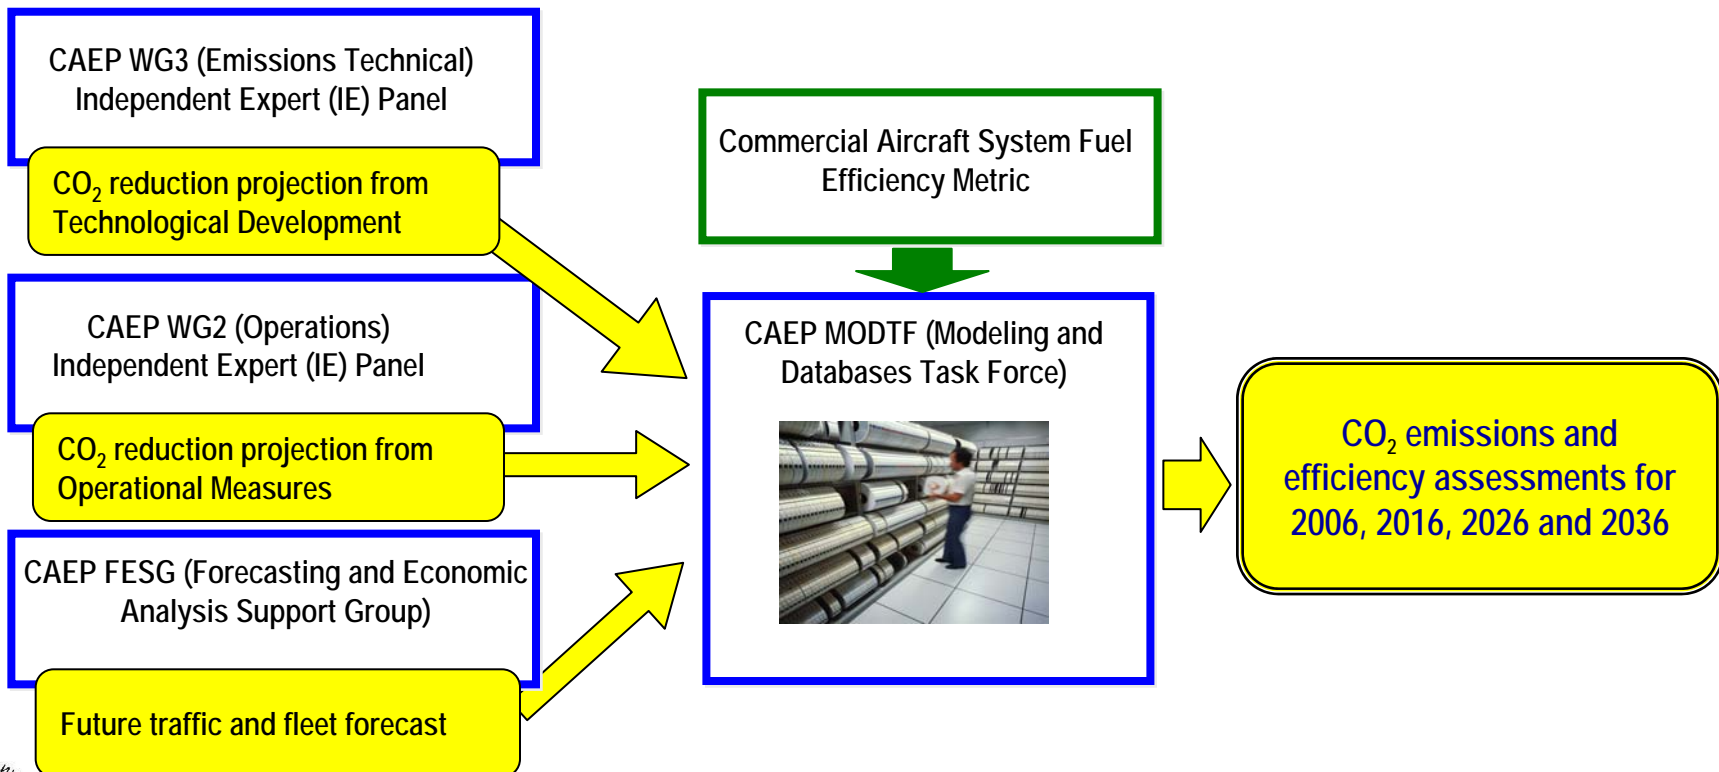 CAEP WG3 (Emissions Technical)
Independent Expert (IE) Panel
CO₂ reduction projection from
Technological Development
CAEP WG2 (Operations)
Independent Expert (IE) Panel
CO₂ reduction projection from
Operational Measures
CAEP FESG (Forecasting and Economic
Analysis Support Group)
Future traffic and fleet forecast
Commercial Aircraft System Fuel
Efficiency Metric
CAEP MODTF (Modeling and
Databases Task Force)
CO₂ emissions and
efficiency assessments for
2006, 2016, 2026 and 2036